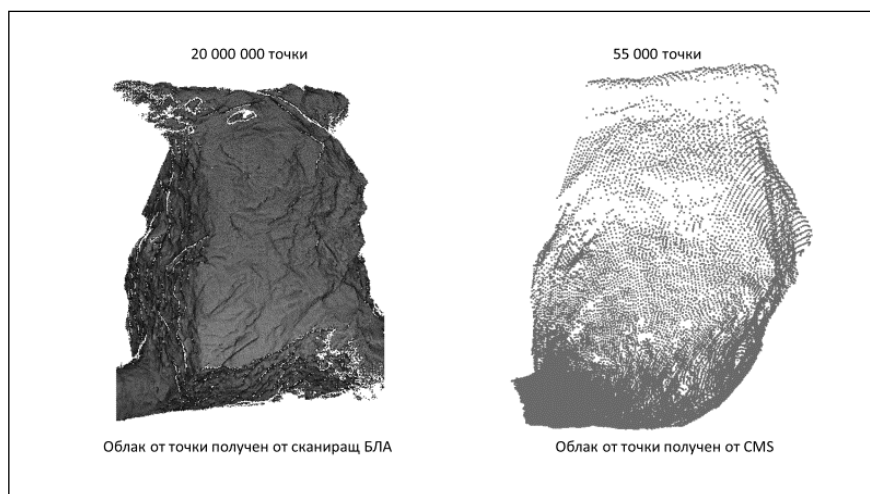 20 000 000 точки
55 000 точки
Облак от точки получен от сканиращ БЛА
Облак от точки получен от CMS